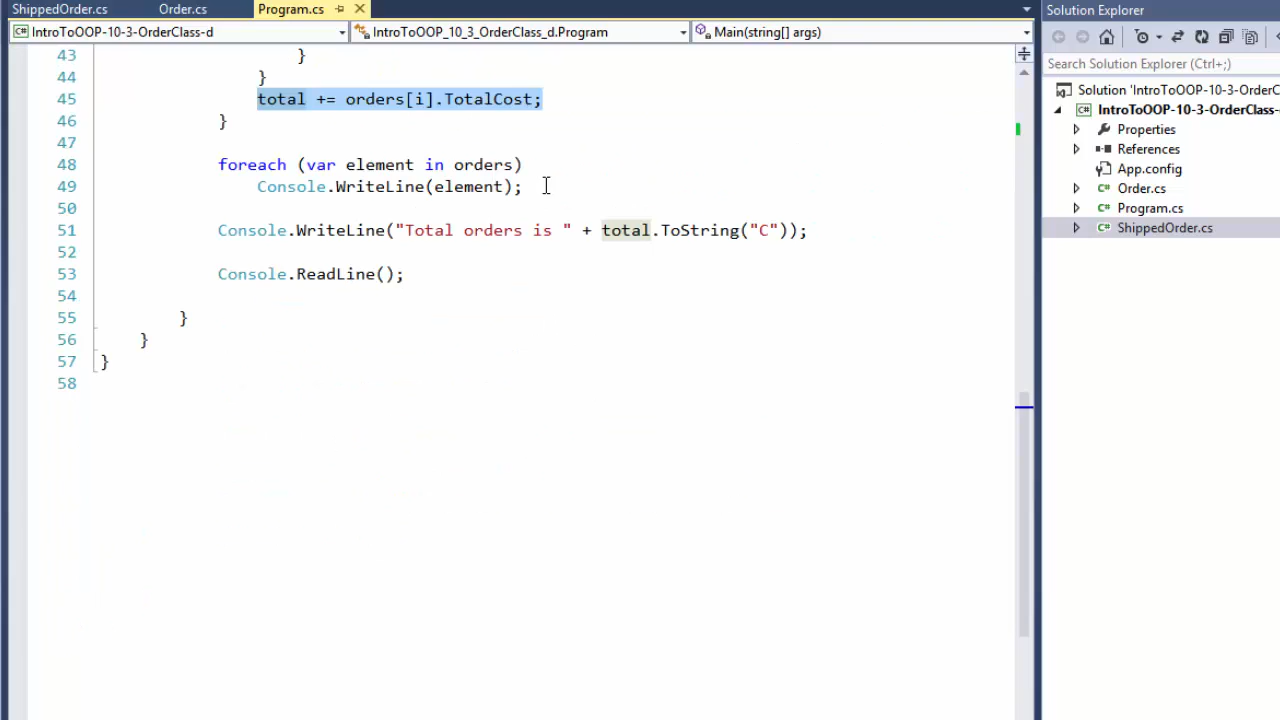 ShippedOrder.cs Order.cs Program.cs
IntroToOOP-10-3-OrderClass-d IntroToOOP_10_3_OrderClass_d.Program Main(string[] args)
43 }
44 }
45 total += orders[i].TotalCost;
46 }
47
48 foreach (var element in orders)
49 Console.WriteLine(element);
50
51 Console.WriteLine("Total orders is " + total.ToString("C"));
52
53 Console.ReadLine();
54
55 }
56 }
57 }
58
Solution Explorer
Search Solution Explorer (Ctrl+;)
Solution 'IntroToOOP-10-3-OrderC
IntroToOOP-10-3-OrderClass-
Properties
References
App.config
Order.cs
Program.cs
ShippedOrder.cs